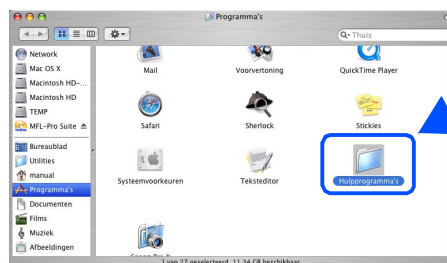 Programma's
Thuis
Network
Mac OS X
Macintosh HD-...
Macintosh HD
TEMP
MFL-Pro Suite
Bureaublad
Utilities
manual
Programma's
Documenten
Films
Muziek
Afbeeldingen
Mail
Voorvertoning
QuickTime Player
Safari
Sherlock
Stickies
Systeemvoorkeuren
Teksteditor
Hulpprogramma's
1 van 27 geselecteerd, 11,34 GB beschikbaar